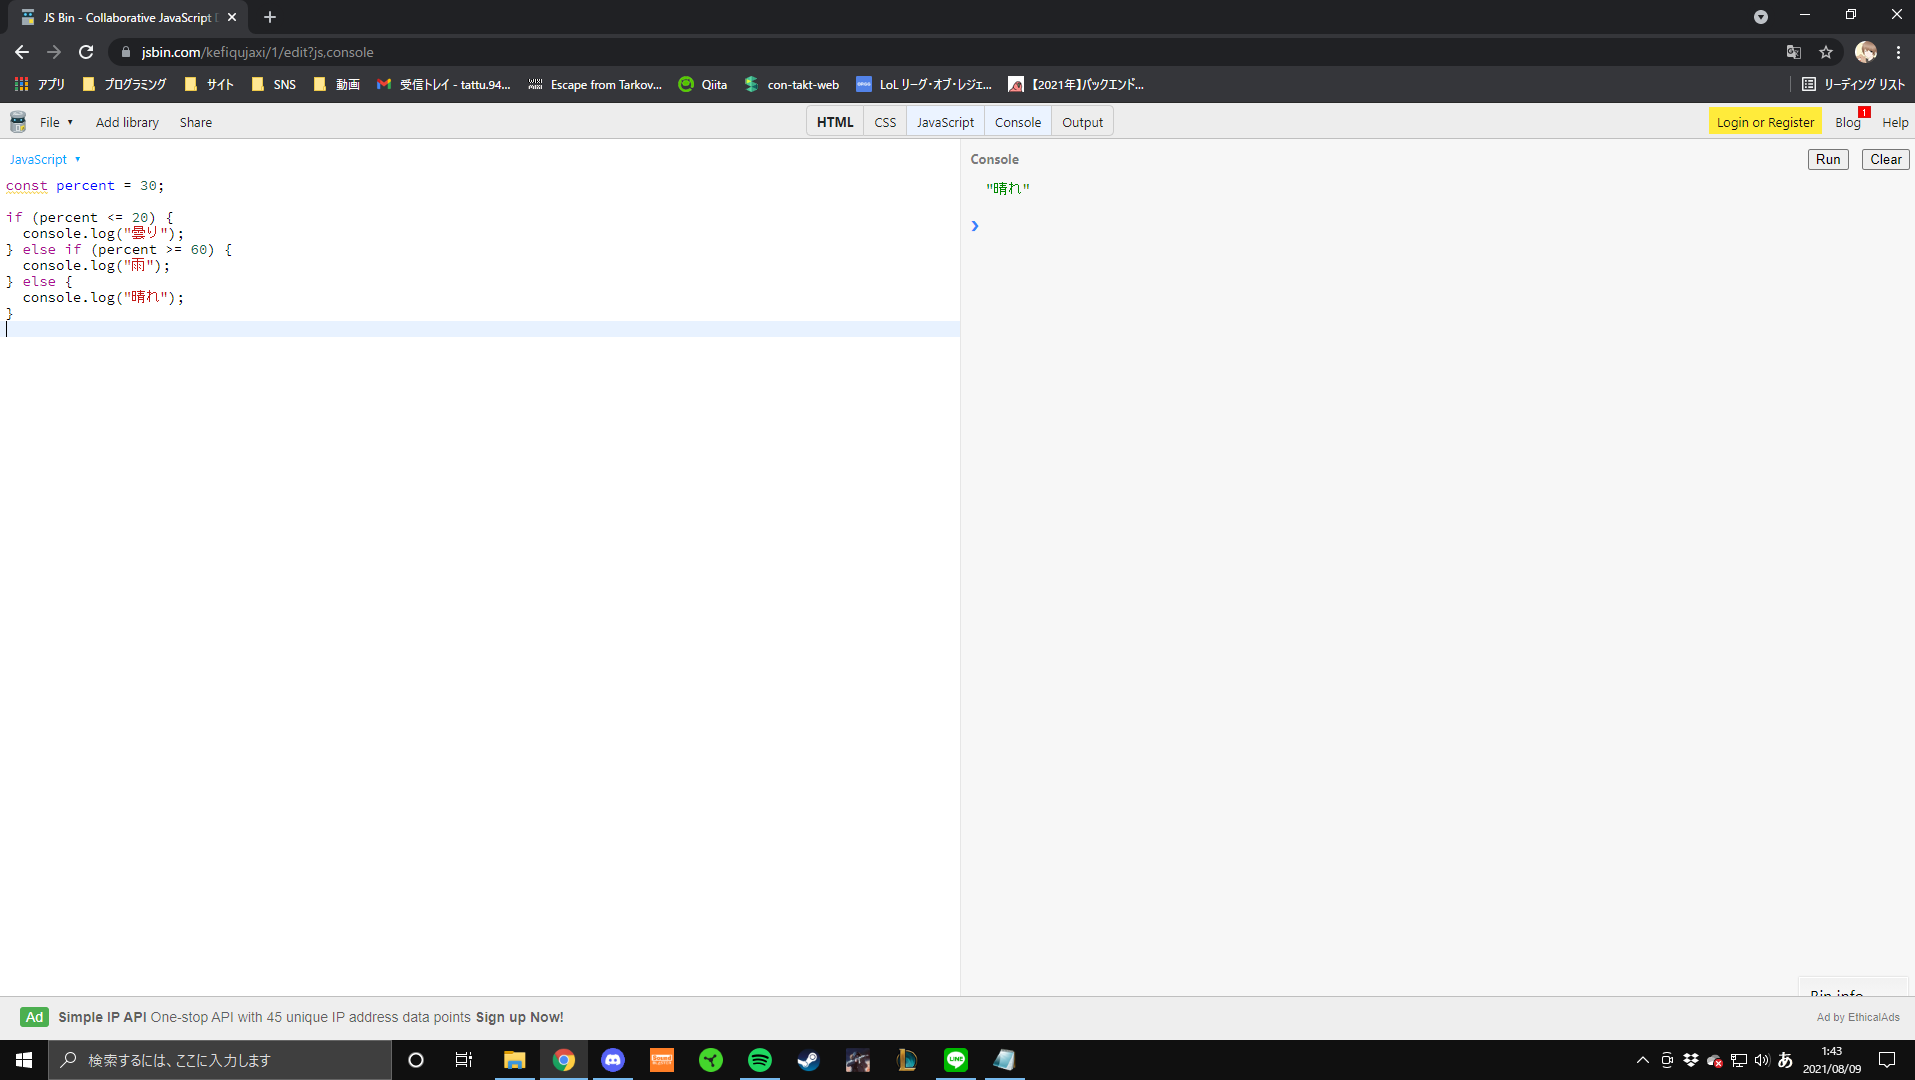 JS Bin - Collaborative JavaScript
jsbin.com/kefiqujaxi/1/edit?js,console
アプリ プログラミング サイト SNS 動画 受信トレイ - tattu.94... Escape from Tarkov... Qiita con-takt-web LoL リーグ・オブ・レジェ... 【2021年】バックエンド... リーディング リスト
File Add library Share HTML CSS JavaScript Console Output Login or Register Blog 1 Help
JavaScript
const percent = 30;
if (percent <= 20) {
console.log("曇り");
} else if (percent >= 60) {
console.log("雨");
} else {
console.log("晴れ");
}
Console Run Clear
"晴れ"
Bin info
Ad Simple IP API One-stop API with 45 unique IP address data points Sign up Now! Ad by EthicalAds
検索するには、ここに入力します
あ 1:43
2021/08/09